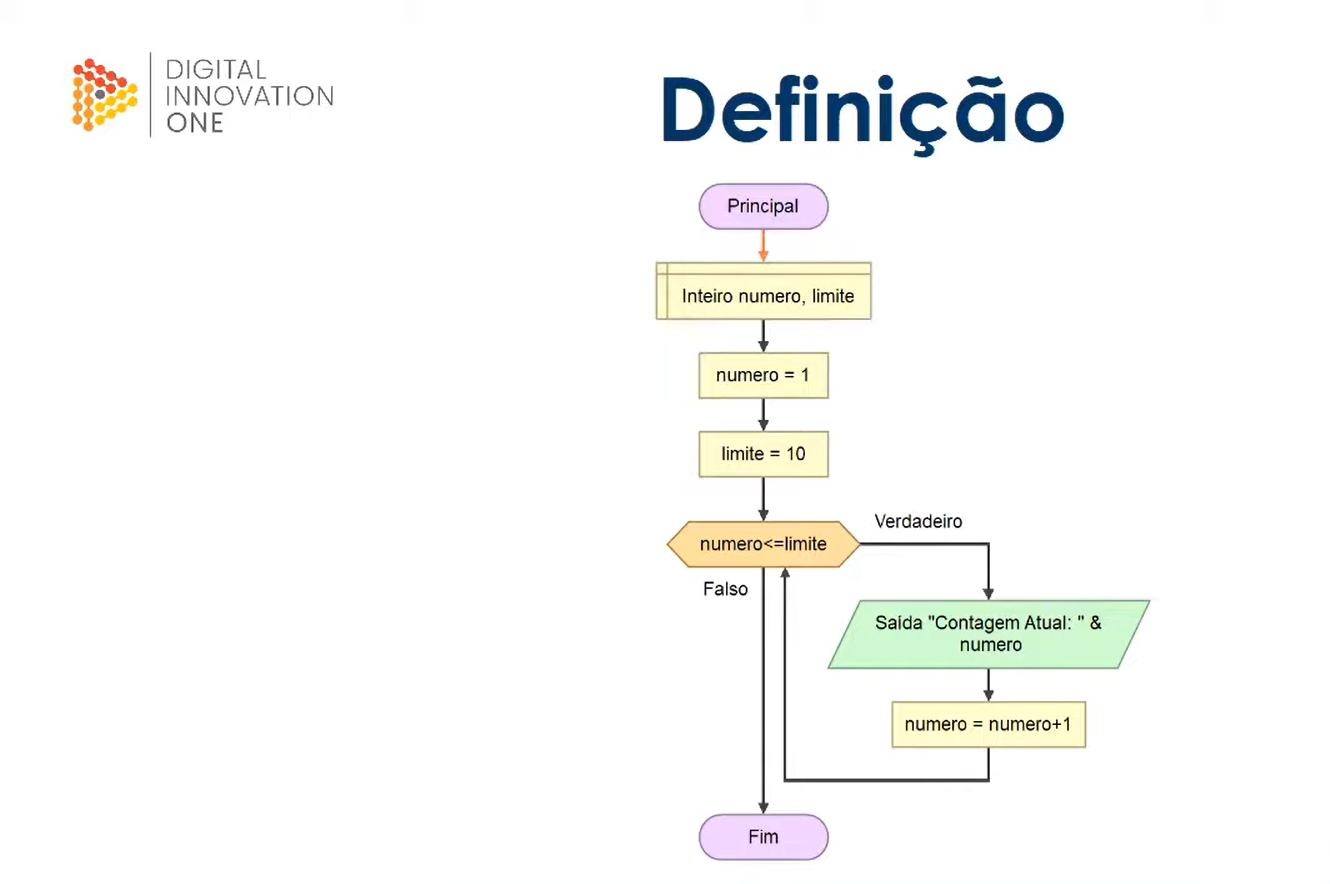 DIGITAL
INNOVATION
ONE
Definição
Principal
Inteiro numero, limite
numero = 1
limite = 10
numero<=limite
Verdadeiro
Falso
Saída "Contagem Atual: " &
numero
numero = numero+1
Fim